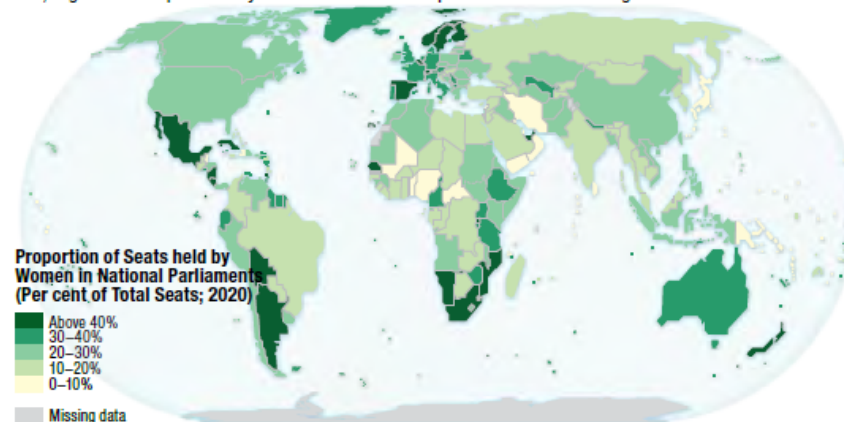 Proportion of Seats held by
Women in National Parliaments
(Per cent of Total Seats; 2020)
Above 40%
30–40%
20–30%
10–20%
0–10%
Missing data